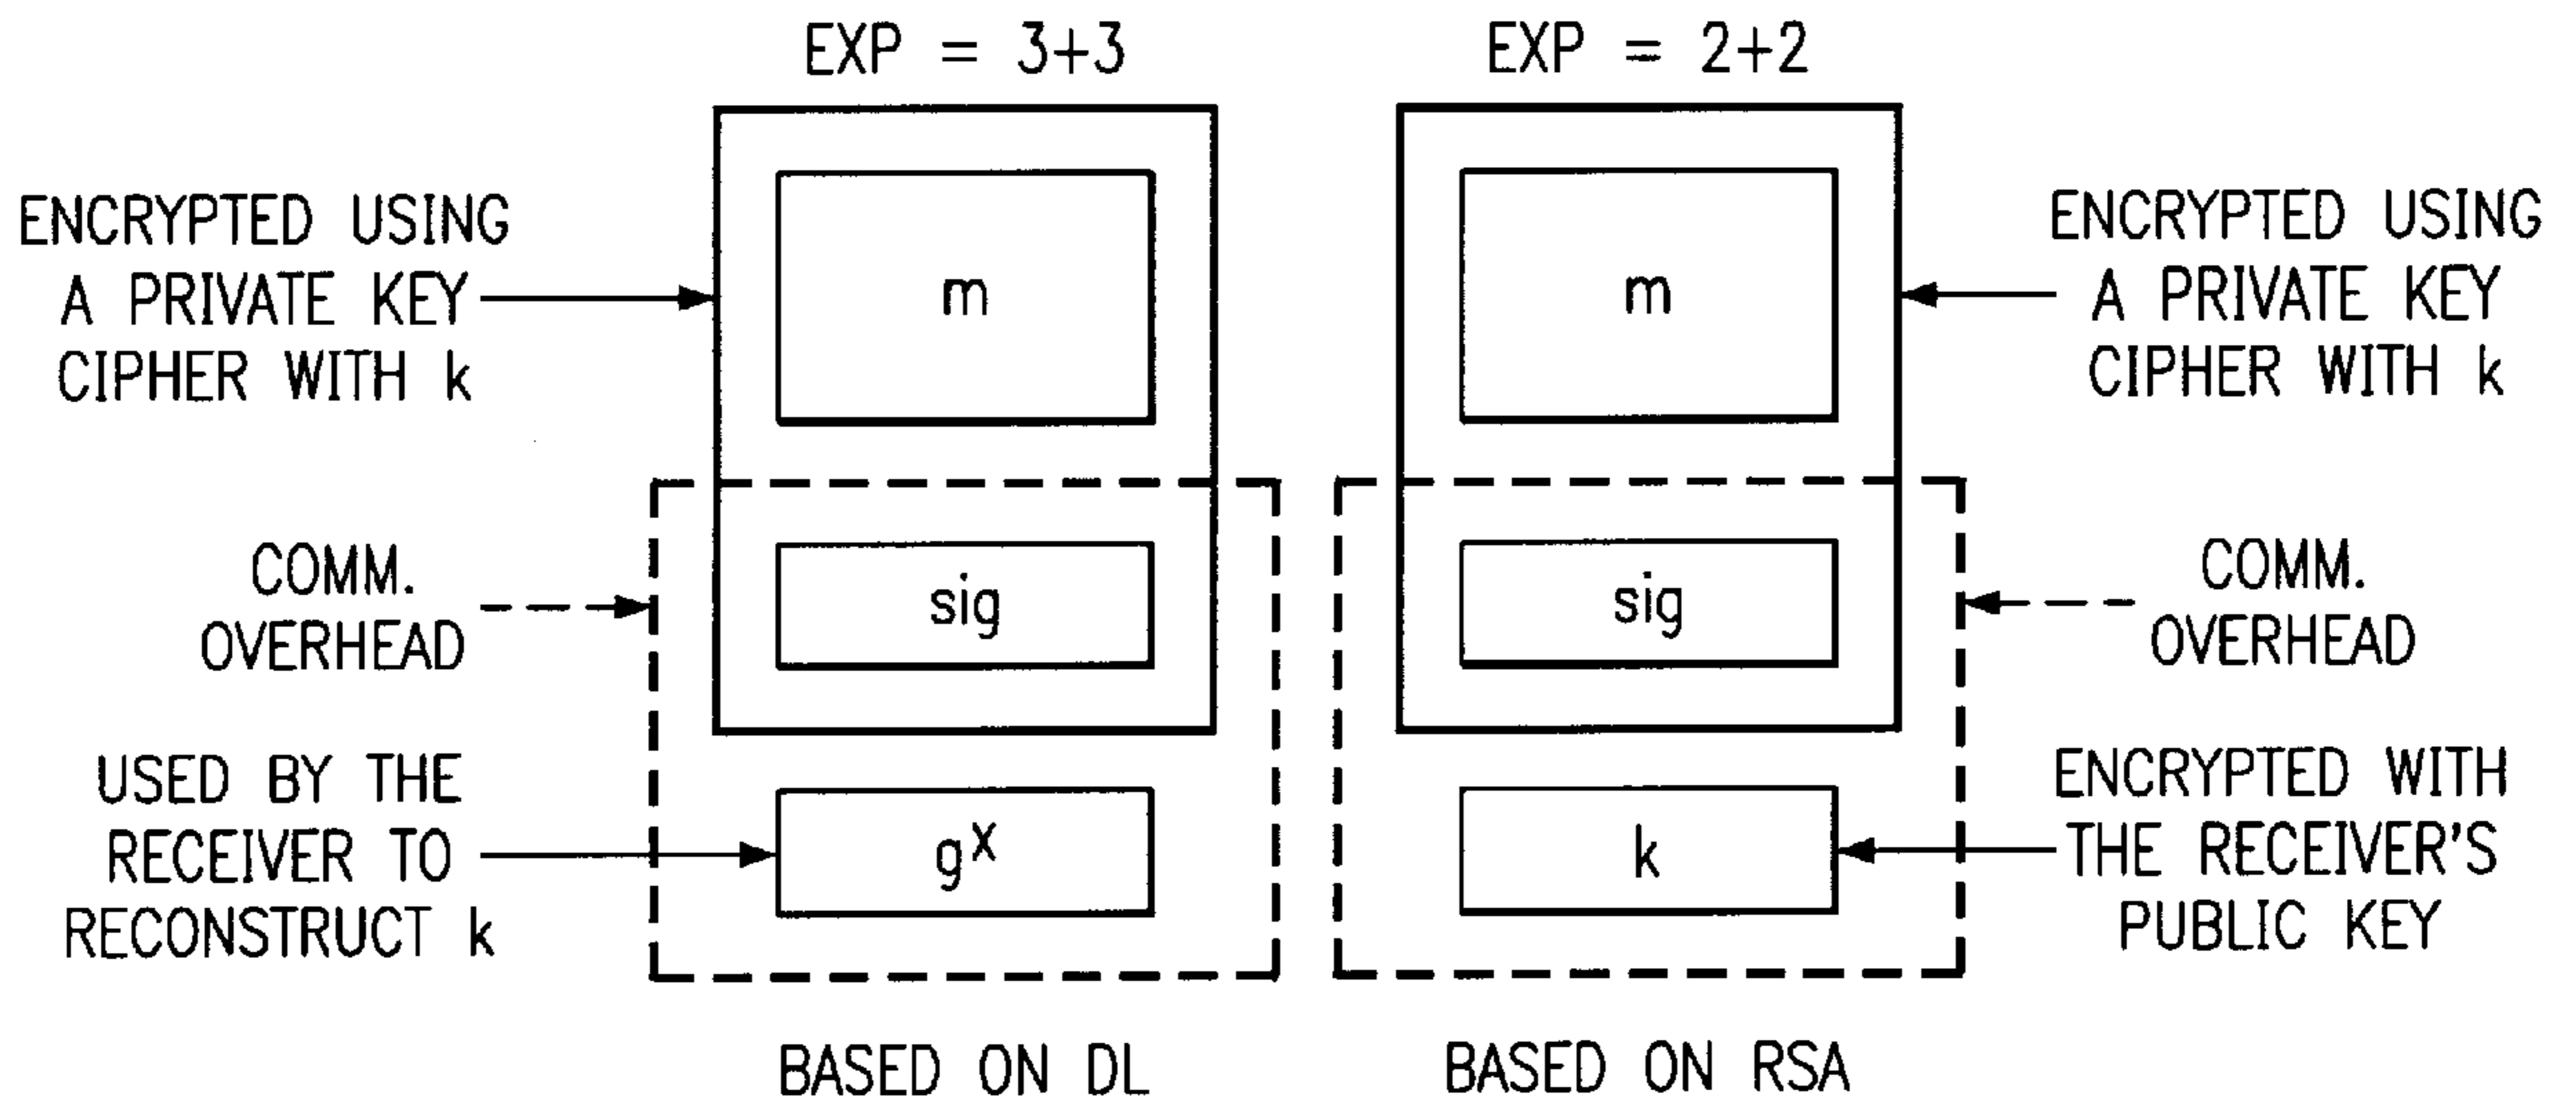 EXP = 3+3
EXP = 2+2
ENCRYPTED USING
A PRIVATE KEY
CIPHER WITH k
m
m
ENCRYPTED USING
A PRIVATE KEY
CIPHER WITH k
COMM.
OVERHEAD
sig
sig
COMM.
OVERHEAD
USED BY THE
RECEIVER TO
RECONSTRUCT k
g^x
k
ENCRYPTED WITH
THE RECEIVER'S
PUBLIC KEY
BASED ON DL
BASED ON RSA